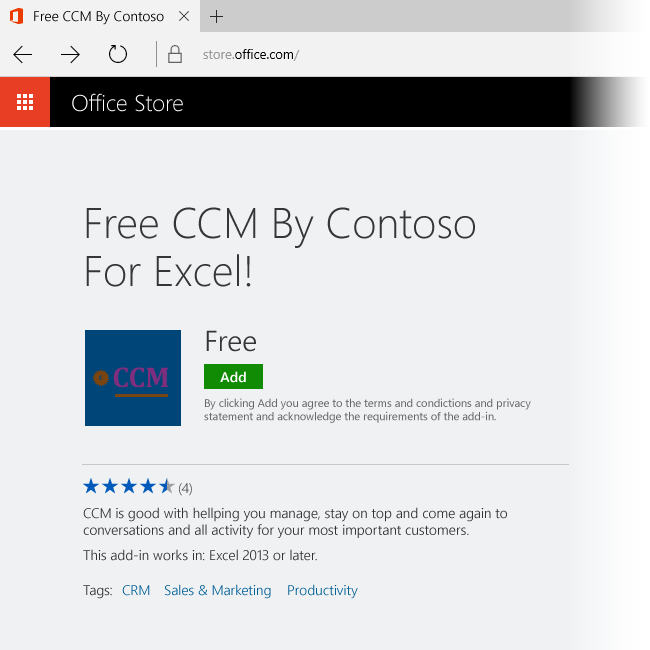 Free CCM By Contoso
store.office.com/
Office Store
Free CCM By Contoso
For Excel!
CCM
Free
Add
By clicking Add you agree to the terms and condictions and privacy
statement and acknowledge the requirements of the add-in.
(4)
CCM is good with hellping you manage, stay on top and come again to
conversations and all activity for your most important customers.
This add-in works in: Excel 2013 or later.
Tags: CRM Sales & Marketing Productivity